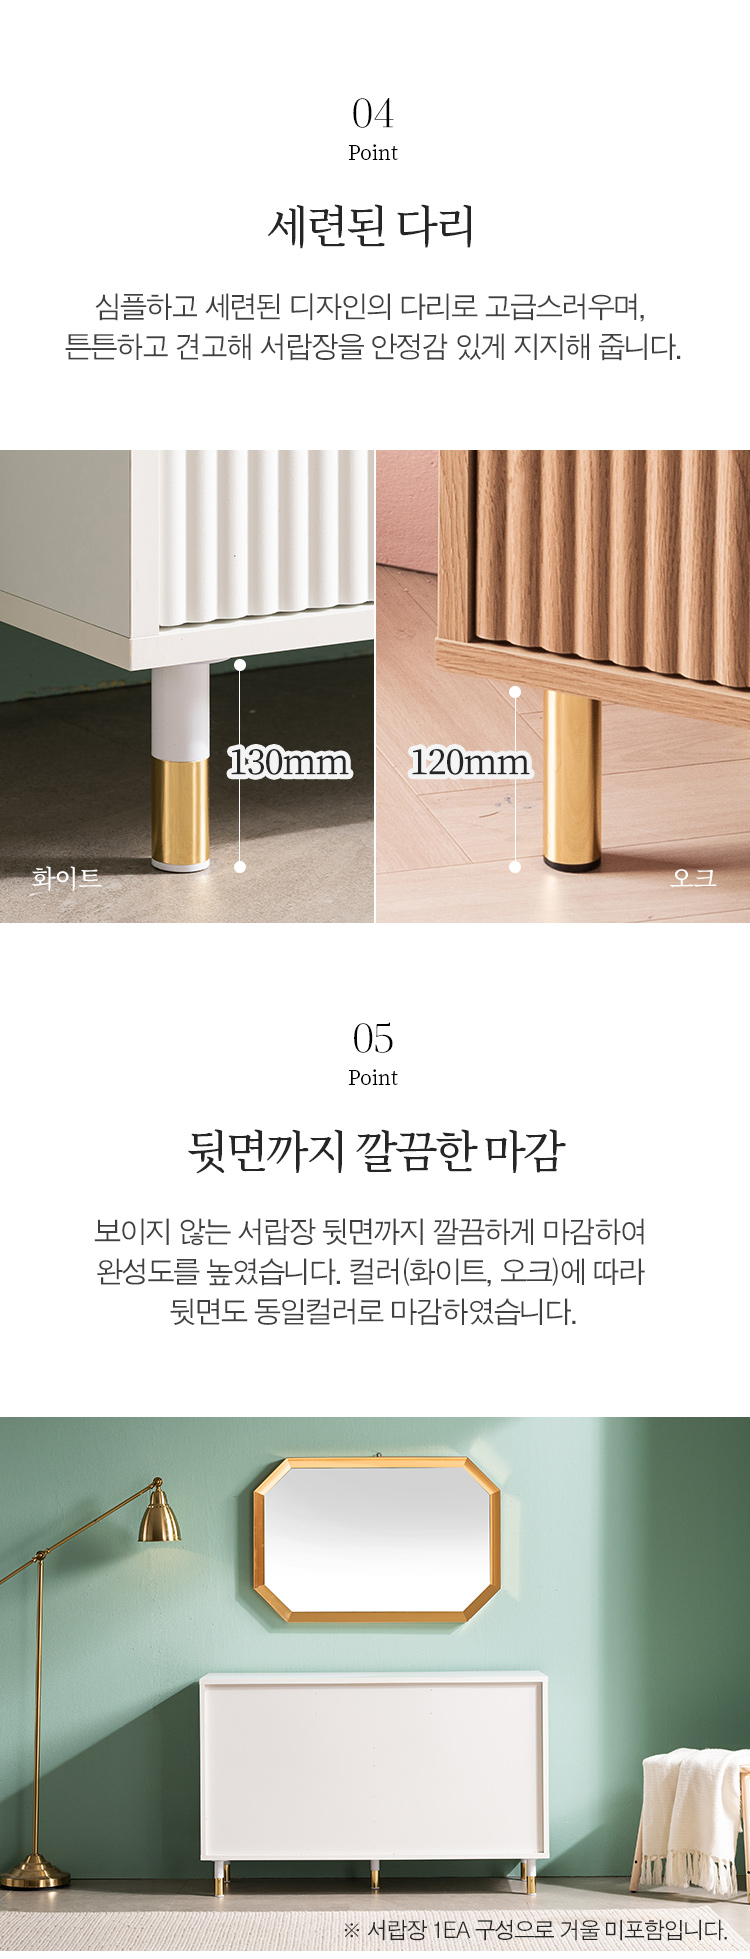 04
Point
세련된 다리
심플하고 세련된 디자인의 다리로 고급스러우며,
튼튼하고 견고해 서랍장을 안정감 있게 지지해 줍니다.
130mm
120mm
화이트
오크
05
Point
뒷면까지 깔끔한 마감
보이지 않는 서랍장 뒷면까지 깔끔하게 마감하여
완성도를 높였습니다. 컬러(화이트, 오크)에 따라
뒷면도 동일컬러로 마감하였습니다.
※ 서랍장 1EA 구성으로 거울 미포함입니다.